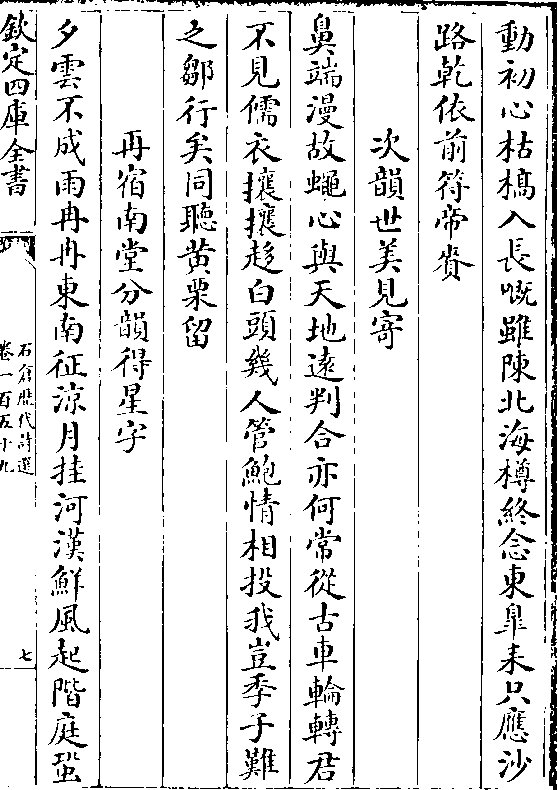 動初心枯槁入長嘅雖陳北海樽終念東臯耒只應沙
路乾依前符帝賚
次韻世美見寄
鼻端漫故蠅心與天地逺判合亦何常從古車輪轉君
不見儒衣攘攘趍白頭幾人管鮑情相投我豈季子難
之鄒行矣同聽黄栗留
再宿南堂分韻得星字
夕雲不成雨冉冉東南征涼月挂河漢鮮風起階庭蛩
欽定四庫全書
石倉歴代詩選
卷一百五十九
七